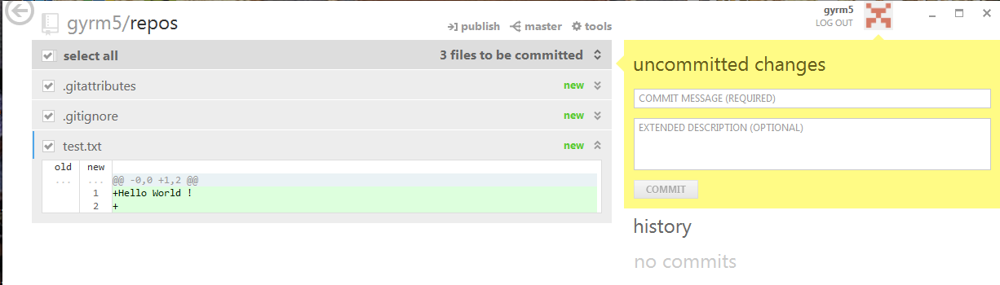 gyrm5/repos
publish master tools
gyrm5
LOG OUT
select all 3 files to be committed
.gitattributes new
.gitignore new
test.txt new
old new
... ... @@ -0,0 +1,2 @@
1 +Hello World !
2 +
uncommitted changes
COMMIT MESSAGE (REQUIRED)
EXTENDED DESCRIPTION (OPTIONAL)
COMMIT
history
no commits